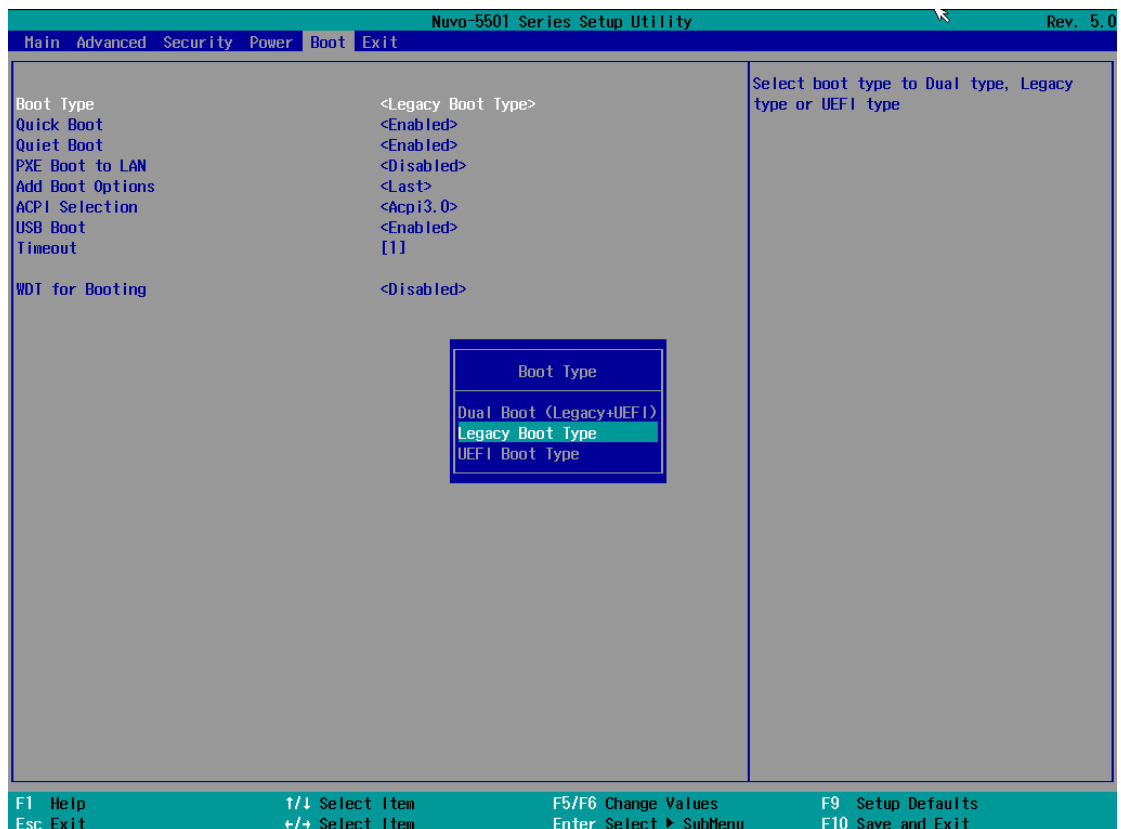 Nuvo-5501 Series Setup Utility Rev. 5.0
Main Advanced Security Power Boot Exit
Select boot type to Dual type, Legacy
type or UEFI type
Boot Type <Legacy Boot Type>
Quick Boot <Enabled>
Quiet Boot <Enabled>
PXE Boot to LAN <Disabled>
Add Boot Options <Last>
ACPI Selection <Acpi3.0>
USB Boot <Enabled>
Timeout [1]
WDT for Booting <Disabled>
Boot Type
Dual Boot (Legacy+UEFI)
Legacy Boot Type
UEFI Boot Type
F1 Help ↑/↓ Select Item F5/F6 Change Values F9 Setup Defaults
Esc Exit ←/→ Select Item Enter Select ▶ SubMenu F10 Save and Exit